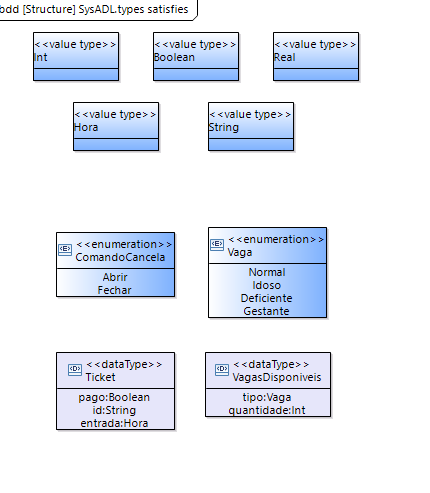 bdd [Structure] SysADL.types satisfies
<<value type>>
Int
<<value type>>
Boolean
<<value type>>
Real
<<value type>>
Hora
<<value type>>
String
E
<<enumeration>>
ComandoCancela
Abrir
Fechar
E
<<enumeration>>
Vaga
Normal
Idoso
Deficiente
Gestante
D
<<dataType>>
Ticket
pago:Boolean
id:String
entrada:Hora
D
<<dataType>>
VagasDisponiveis
tipo:Vaga
quantidade:Int